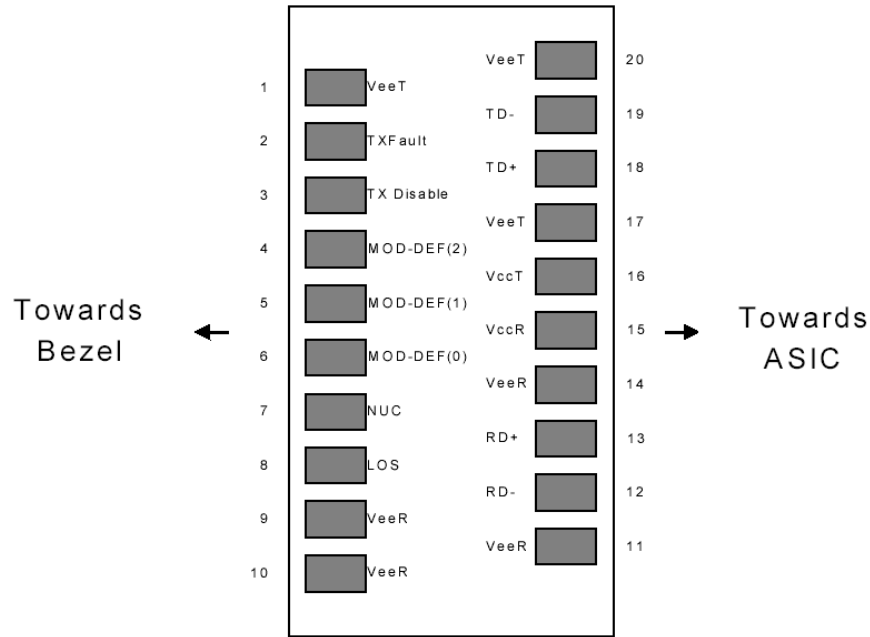 VeeT 20
1 VeeT
TD- 19
2 TXFault
TD+ 18
3 TX Disable
VeeT 17
4 MOD-DEF(2)
VccT 16
5 MOD-DEF(1)
Towards
Bezel
VccR 15
Towards
ASIC
6 MOD-DEF(0)
VeeR 14
7 NUC
RD+ 13
8 LOS
RD- 12
9 VeeR
VeeR 11
10 VeeR